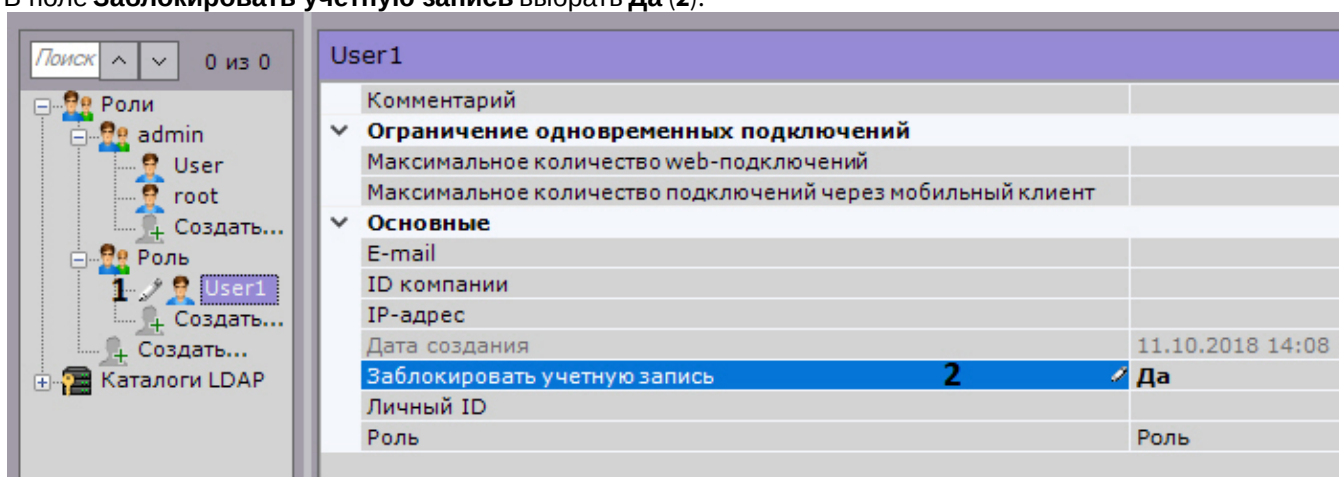 В поле Заблокировать учетную запись выбрать Да (2).
Поиск 0 из 0
Роли
admin
User
root
Создать...
Роль
1 User1
Создать...
Создать...
Каталоги LDAP
User1
Комментарий
Ограничение одновременных подключений
Максимальное количество web-подключений
Максимальное количество подключений через мобильный клиент
Основные
E-mail
ID компании
IP-адрес
Дата создания 11.10.2018 14:08
Заблокировать учетную запись 2 Да
Личный ID
Роль Роль